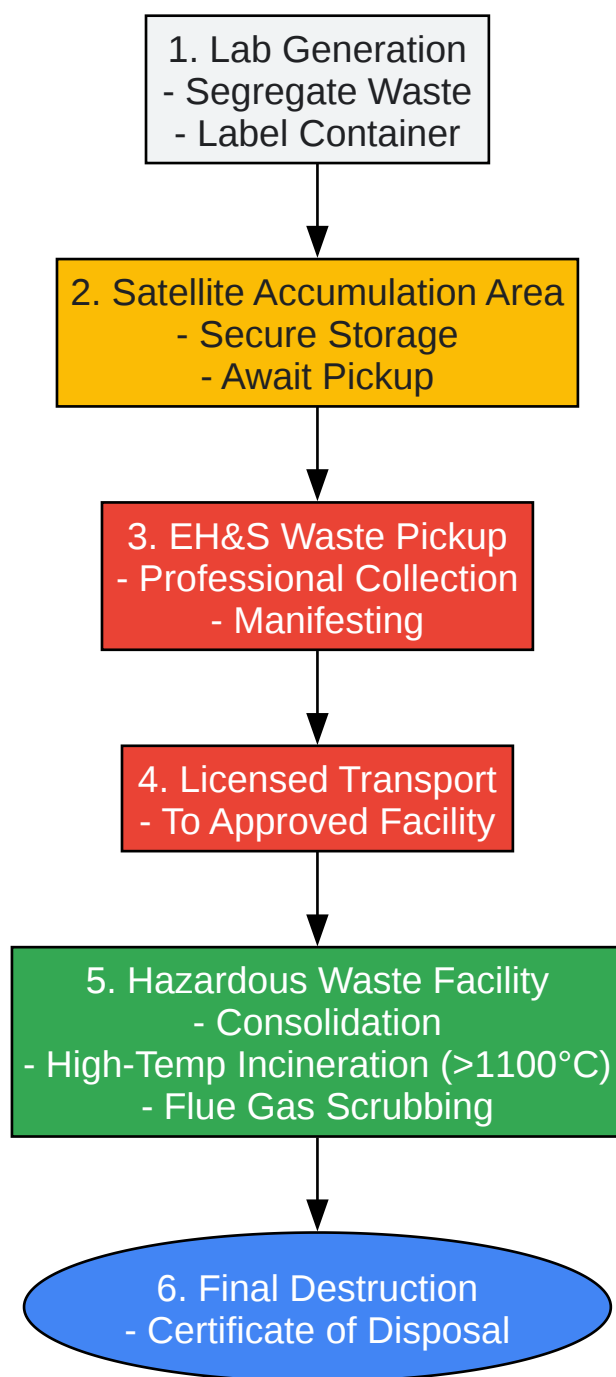 1. Lab Generation
- Segregate Waste
- Label Container
2. Satellite Accumulation Area
- Secure Storage
- Await Pickup
3. EH&S Waste Pickup
- Professional Collection
- Manifesting
4. Licensed Transport
- To Approved Facility
5. Hazardous Waste Facility
- Consolidation
- High-Temp Incineration (>1100°C)
- Flue Gas Scrubbing
6. Final Destruction
- Certificate of Disposal